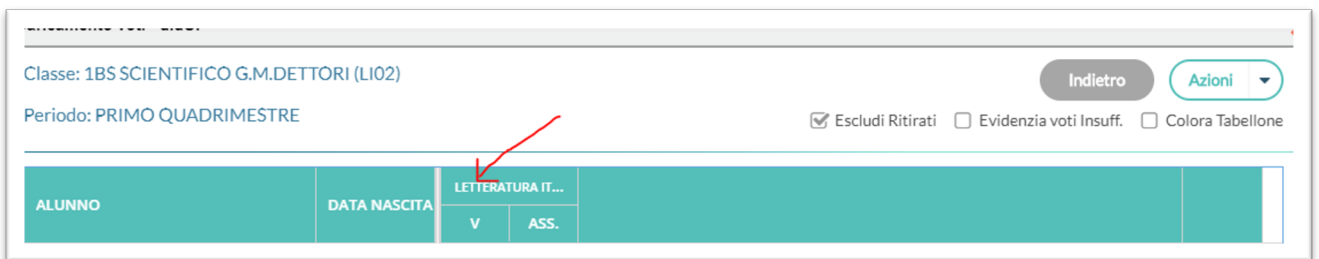 Classe: 1BS SCIENTIFICO G.M.DETTORI (LI02)
Indietro
Azioni
Periodo: PRIMO QUADRIMESTRE
Escludi Ritirati
Evidenzia voti Insuff.
Colora Tabellone
ALUNNO
DATA NASCITA
LETTERATURA IT...
V
ASS.